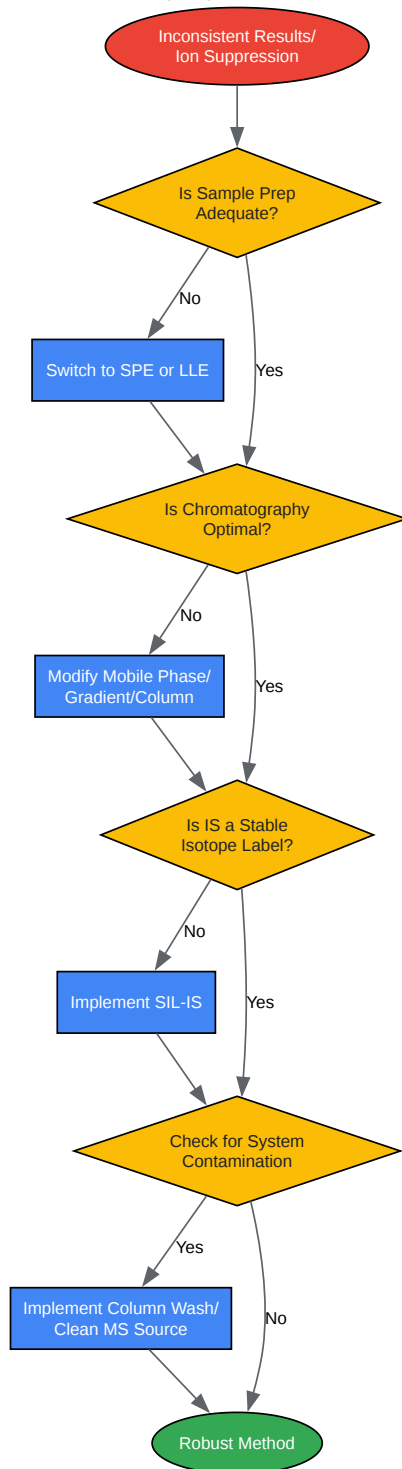 Inconsistent Results/
Ion Suppression
Is Sample Prep
Adequate?
No
Yes
Switch to SPE or LLE
Is Chromatography
Optimal?
No
Yes
Modify Mobile Phase/
Gradient/Column
Is IS a Stable
Isotope Label?
No
Yes
Implement SIL-IS
Check for System
Contamination
Yes
No
Implement Column Wash/
Clean MS Source
Robust Method